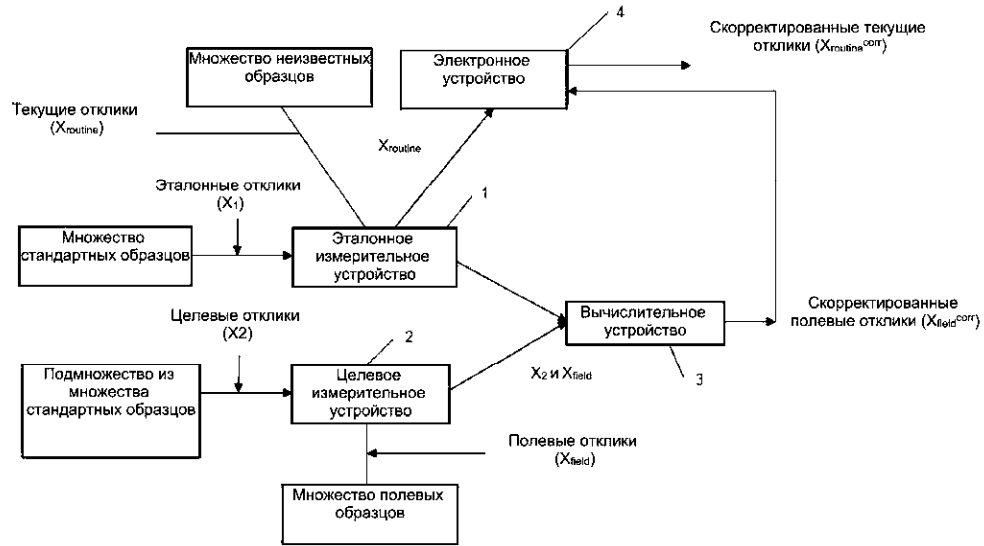 4
Скорректированные текущие
отклики (Xroutinecorr)
Множество неизвестных
образцов
Электронное
устройство
Текущие отклики
(Xroutine)
Xroutine
Эталонные отклики
(X1)
1
Множество
стандартных образцов
Эталонное
измерительное
устройство
Целевые отклики
(X2)
Вычислительное
устройство
Скорректированные
полевые отклики (Xfieldcorr)
2
3
Подмножество из
множества
стандартных образцов
Целевое
измерительное
устройство
X2 и Xfield
Полевые отклики
(Xfield)
Множество полевых
образцов